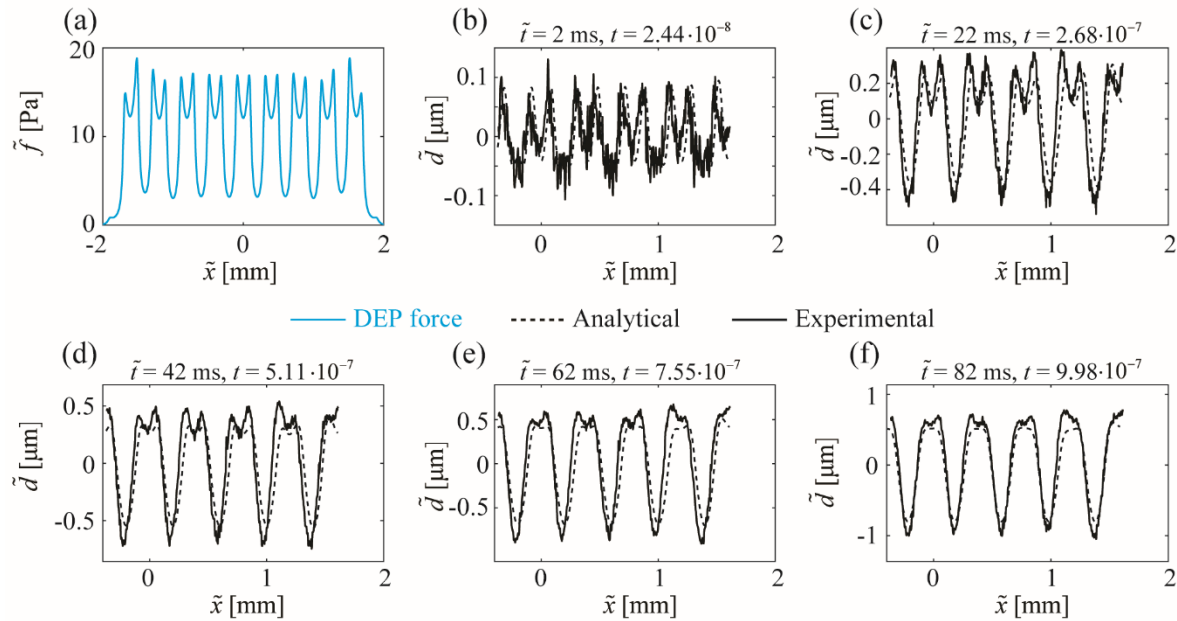 (a)
20
10
0
f̃ [Pa]
-2
0
2
x̃ [mm]
(b)
t̃ = 2 ms, t = 2.44·10⁻⁸
0.1
0
-0.1
d̃ [μm]
0
1
2
x̃ [mm]
(c)
t̃ = 22 ms, t = 2.68·10⁻⁷
0.2
0
-0.2
-0.4
d̃ [μm]
0
1
2
x̃ [mm]
DEP force
Analytical
Experimental
(d)
t̃ = 42 ms, t = 5.11·10⁻⁷
0.5
0
-0.5
d̃ [μm]
0
1
2
x̃ [mm]
(e)
t̃ = 62 ms, t = 7.55·10⁻⁷
0.5
0
-0.5
d̃ [μm]
0
1
2
x̃ [mm]
(f)
t̃ = 82 ms, t = 9.98·10⁻⁷
1
0
-1
d̃ [μm]
0
1
2
x̃ [mm]